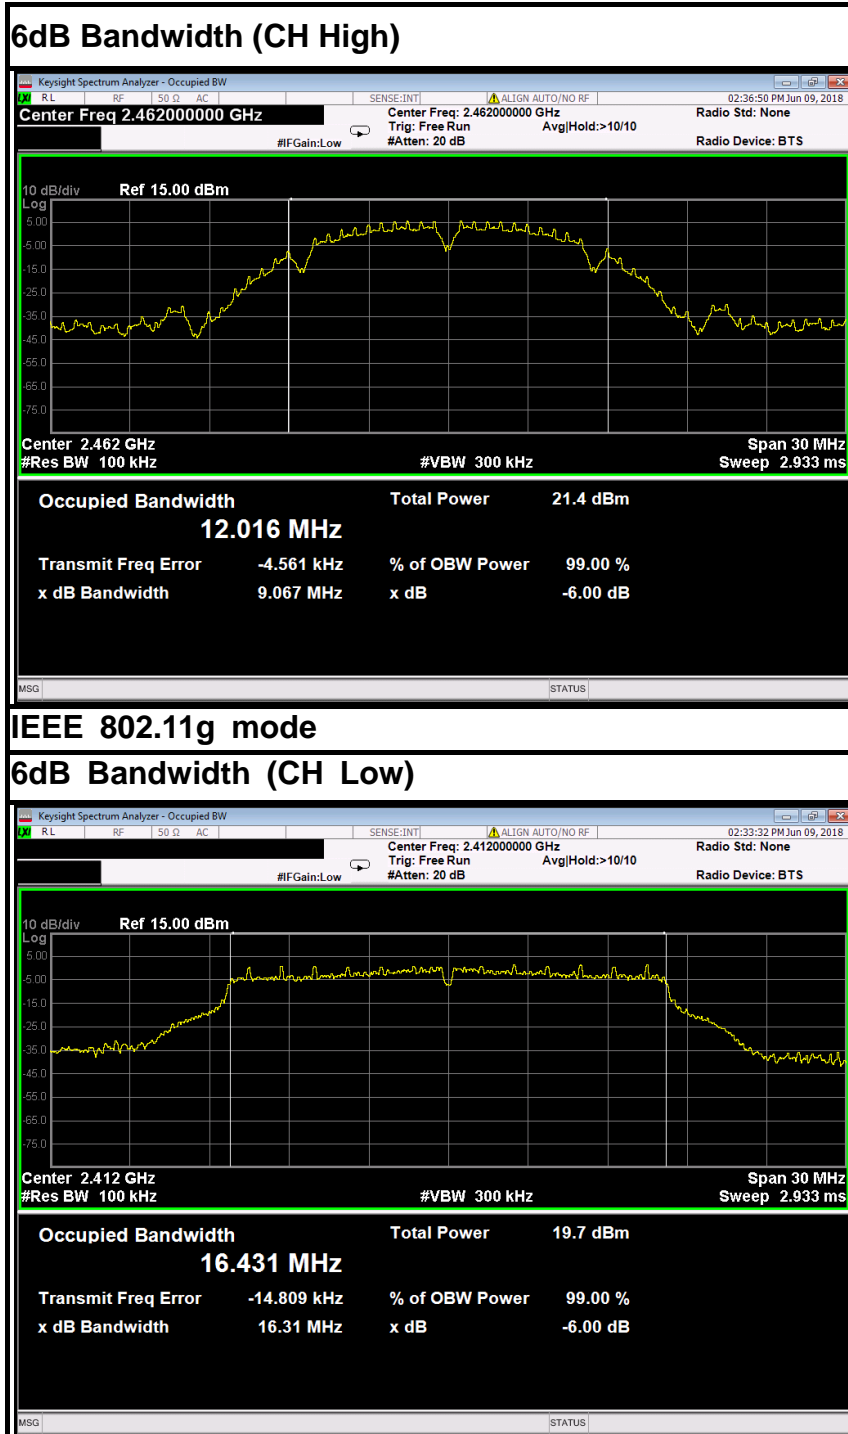 6dB Bandwidth (CH High)
Keysight Spectrum Analyzer - Occupied BW
LXI RL RF 50 Ω AC SENSE:INT ALIGN AUTO/NO RF 02:36:50 PM Jun 09, 2018
Center Freq 2.462000000 GHz Center Freq: 2.462000000 GHz Radio Std: None
Trig: Free Run Avg|Hold:>10/10
#IFGain:Low #Atten: 20 dB Radio Device: BTS
10 dB/div Ref 15.00 dBm
Log
5.00
-5.00
-15.0
-25.0
-35.0
-45.0
-55.0
-65.0
-75.0
Center 2.462 GHz Span 30 MHz
#Res BW 100 kHz #VBW 300 kHz Sweep 2.933 ms
Occupied Bandwidth Total Power 21.4 dBm
12.016 MHz
Transmit Freq Error -4.561 kHz % of OBW Power 99.00 %
x dB Bandwidth 9.067 MHz x dB -6.00 dB
MSG STATUS
IEEE 802.11g mode
6dB Bandwidth (CH Low)
Keysight Spectrum Analyzer - Occupied BW
LXI RL RF 50 Ω AC SENSE:INT ALIGN AUTO/NO RF 02:33:32 PM Jun 09, 2018
Center Freq: 2.412000000 GHz Radio Std: None
Trig: Free Run Avg|Hold:>10/10
#IFGain:Low #Atten: 20 dB Radio Device: BTS
10 dB/div Ref 15.00 dBm
Log
5.00
-5.00
-15.0
-25.0
-35.0
-45.0
-55.0
-65.0
-75.0
Center 2.412 GHz Span 30 MHz
#Res BW 100 kHz #VBW 300 kHz Sweep 2.933 ms
Occupied Bandwidth Total Power 19.7 dBm
16.431 MHz
Transmit Freq Error -14.809 kHz % of OBW Power 99.00 %
x dB Bandwidth 16.31 MHz x dB -6.00 dB
MSG STATUS